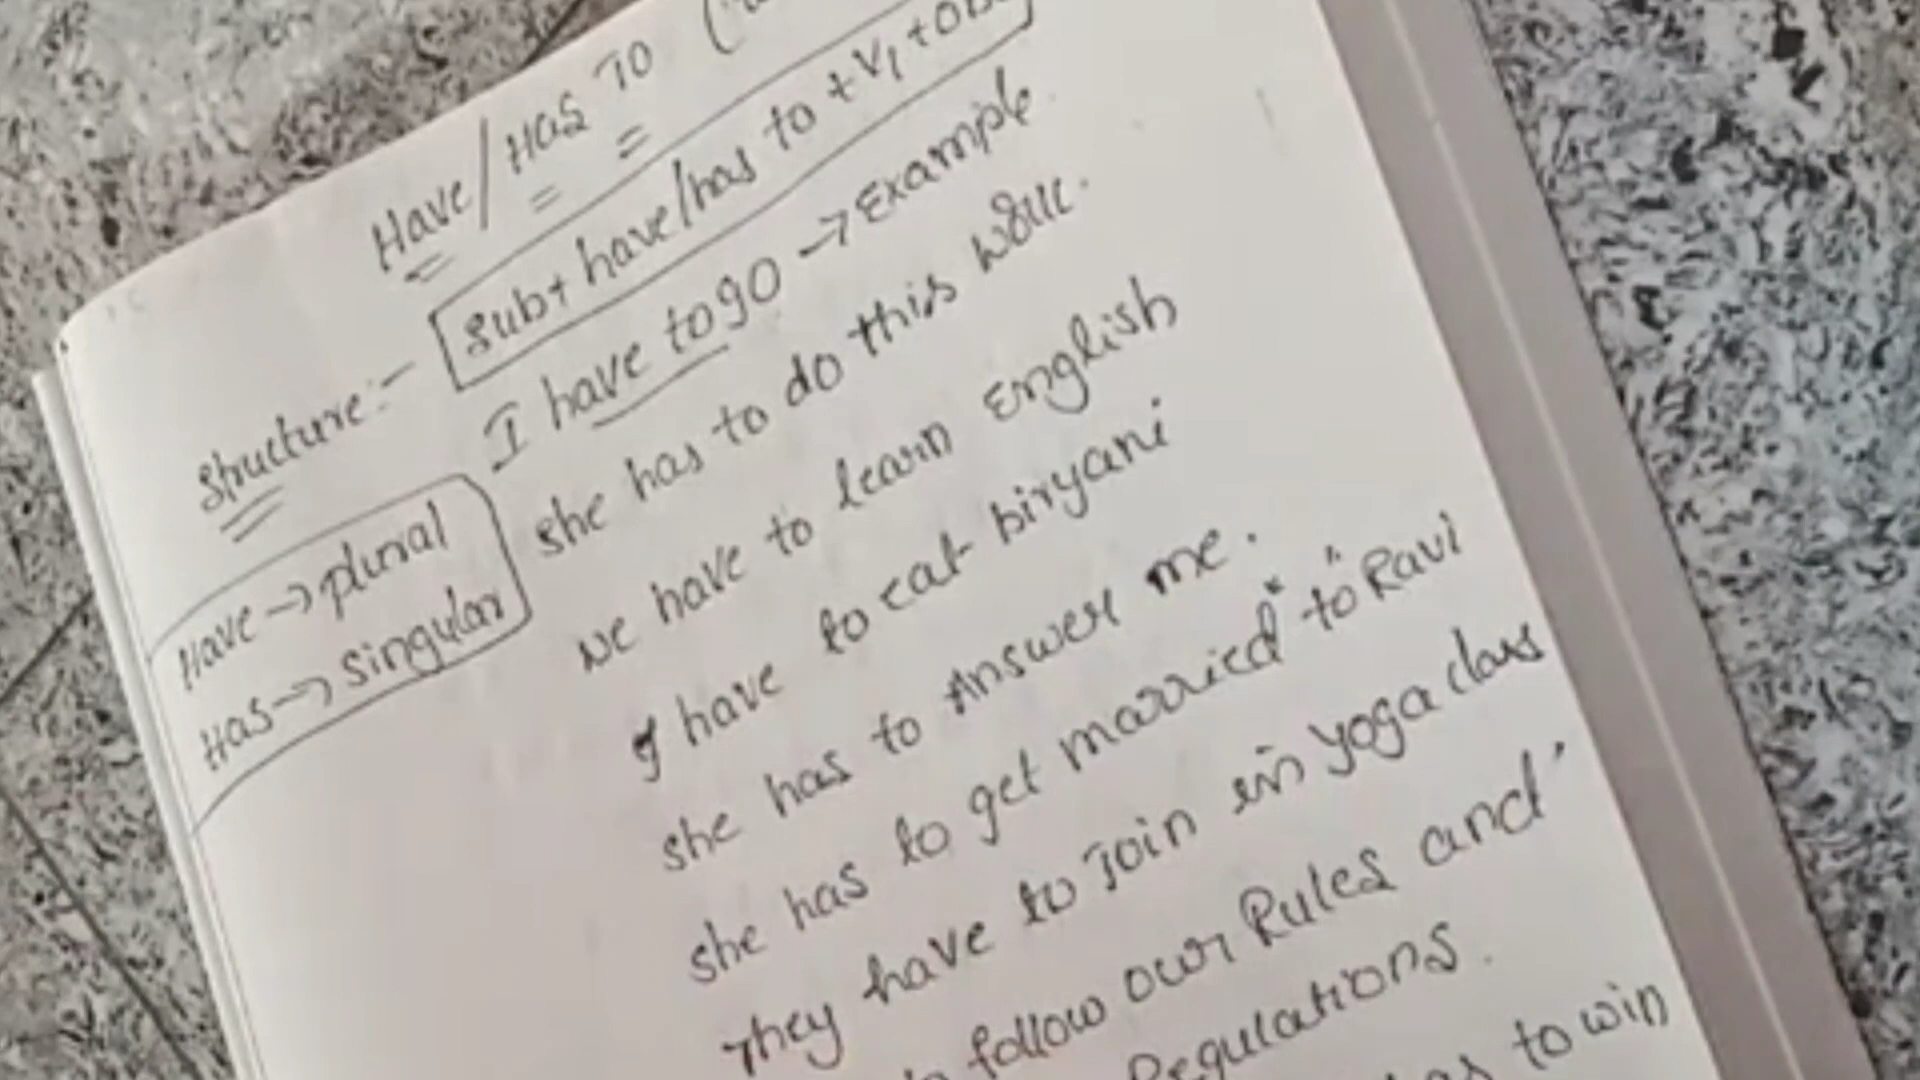 Have/Has To
Structure:- Sub+ have/has to + V1 + Ob
I have to go → Example
Have → plural
Has → Singular
She has to do this work.
We have to learn English
I have to eat biryani
She has to Answer me.
She has to get married" "to" Ravi
They have to Join in yoga class
follow our Rules and
Regulations.
to win